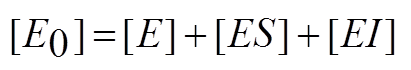 [E₀] = [E] + [ES] + [EI]